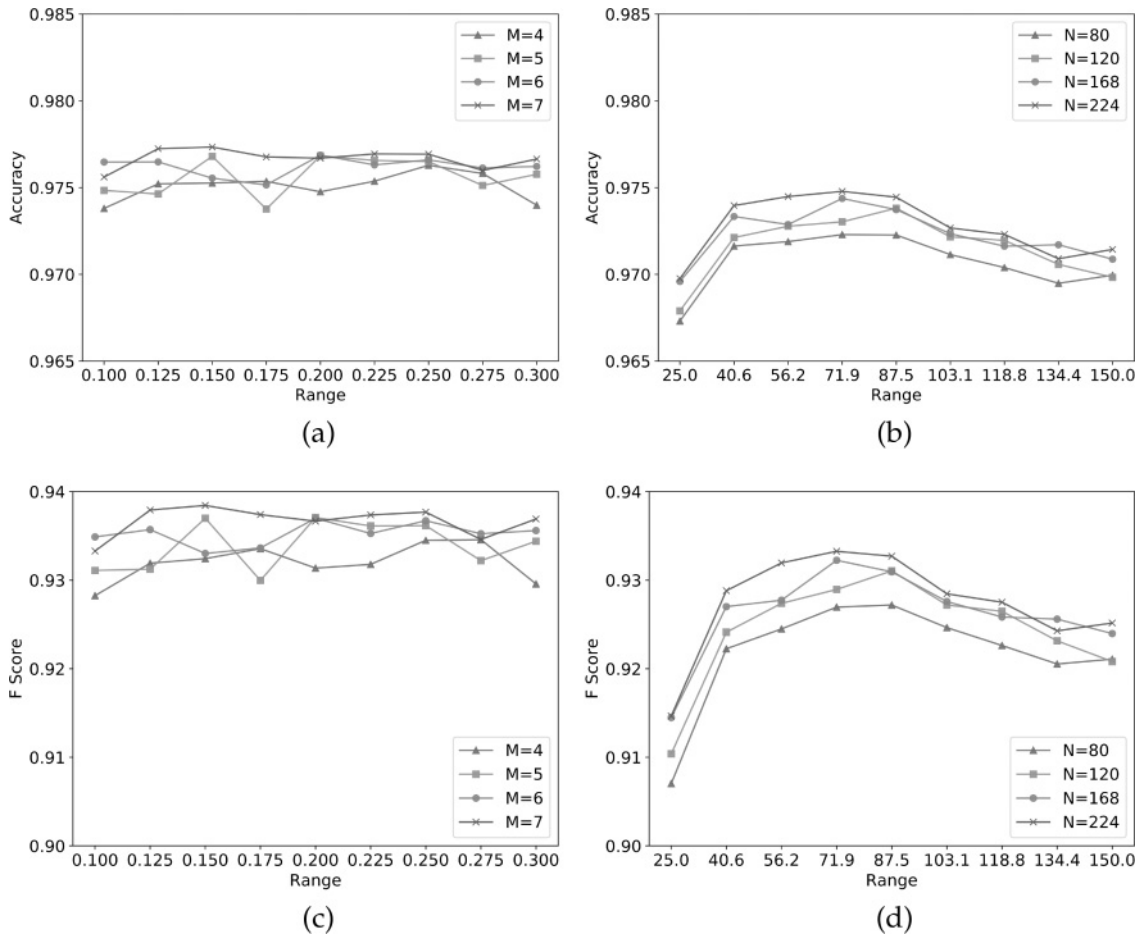 0.985
0.980
0.975
0.970
0.965
Accuracy
M=4
M=5
M=6
M=7
0.100 0.125 0.150 0.175 0.200 0.225 0.250 0.275 0.300
Range
(a)
0.985
0.980
0.975
0.970
0.965
Accuracy
N=80
N=120
N=168
N=224
25.0 40.6 56.2 71.9 87.5 103.1 118.8 134.4 150.0
Range
(b)
0.94
0.93
0.92
0.91
0.90
F Score
M=4
M=5
M=6
M=7
0.100 0.125 0.150 0.175 0.200 0.225 0.250 0.275 0.300
Range
(c)
0.94
0.93
0.92
0.91
0.90
F Score
N=80
N=120
N=168
N=224
25.0 40.6 56.2 71.9 87.5 103.1 118.8 134.4 150.0
Range
(d)